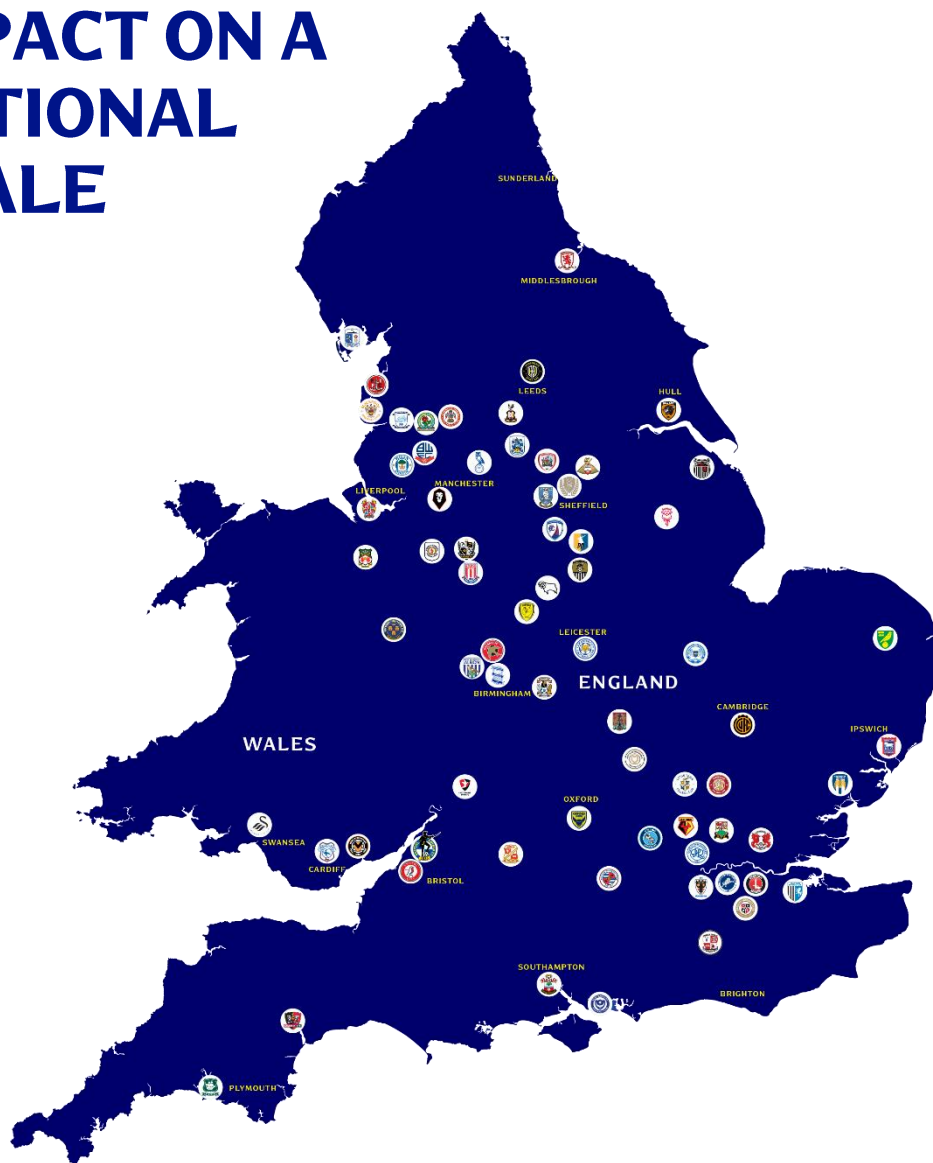 PACT ON A
TIONAL
ALE
SUNDERLAND
MIDDLESBROUGH
LEEDS
HULL
LIVERPOOL
MANCHESTER
SHEFFIELD
LEICESTER
ENGLAND
BIRMINGHAM
CAMBRIDGE
IPSWICH
WALES
OXFORD
SWANSEA
CARDIFF
BRISTOL
SOUTHAMPTON
BRIGHTON
PLYMOUTH